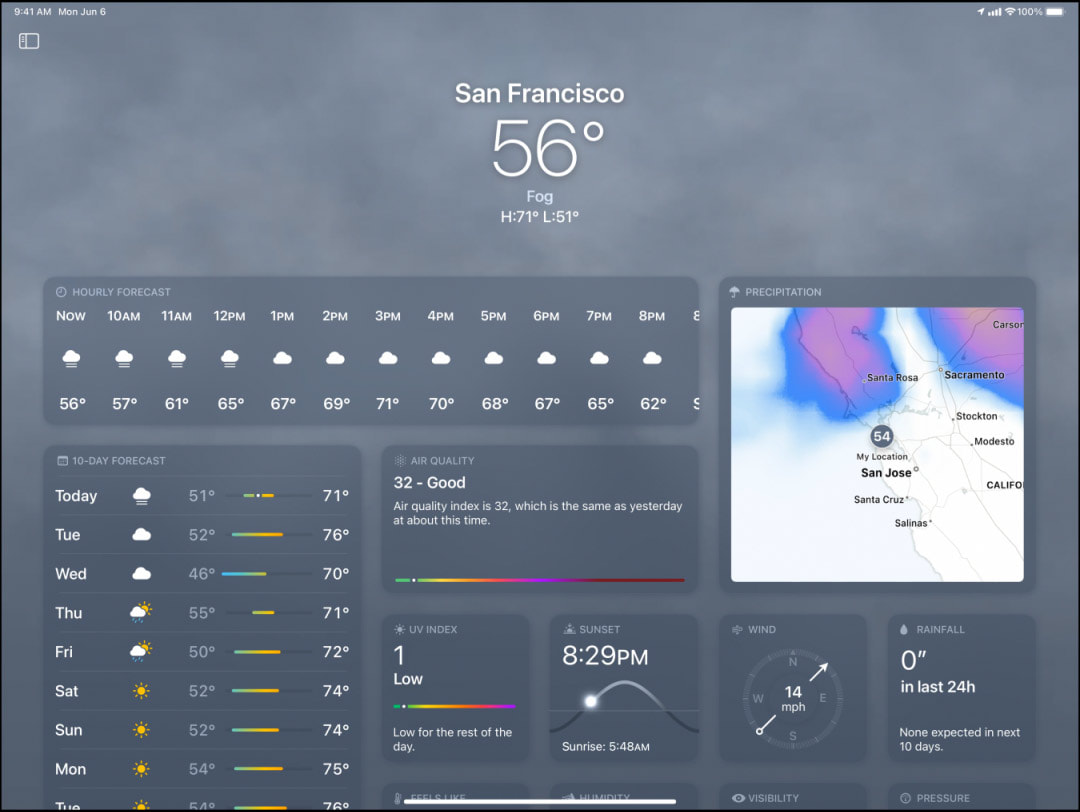 9:41 AM Mon Jun 6
100%
San Francisco
56°
Fog
H:71° L:51°
HOURLY FORECAST
Now 10AM 11AM 12PM 1PM 2PM 3PM 4PM 5PM 6PM 7PM 8PM
56° 57° 61° 65° 67° 69° 71° 70° 68° 67° 65° 62°
PRECIPITATION
Carson
Santa Rosa
Sacramento
Stockton
54
Modesto
My Location
San Jose
CALIFO
Santa Cruz
Salinas
10-DAY FORECAST
Today 51° 71°
Tue 52° 76°
Wed 46° 70°
Thu 55° 71°
Fri 50° 72°
Sat 52° 74°
Sun 52° 74°
Mon 54° 75°
Tue 54° 76°
AIR QUALITY
32 - Good
Air quality index is 32, which is the same as yesterday
at about this time.
UV INDEX
1
Low
Low for the rest of the
day.
SUNSET
8:29PM
Sunrise: 5:48AM
WIND
N
W
E
S
14
mph
RAINFALL
0″
in last 24h
None expected in next
10 days.
FEELS LIKE
HUMIDITY
VISIBILITY
PRESSURE